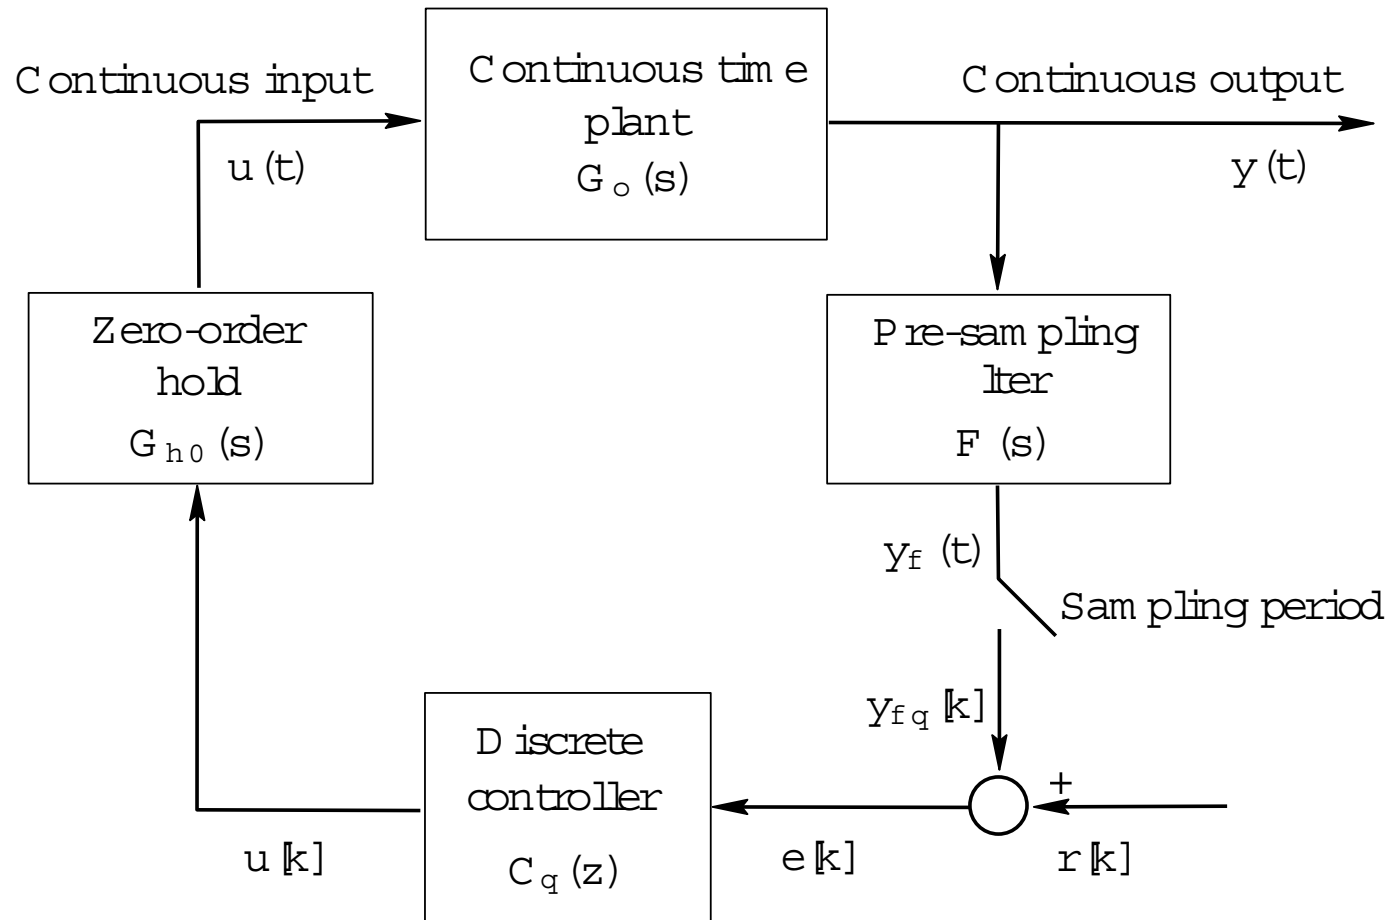 Continuous input
u(t)
Continuous time
plant
Go(s)
Continuous output
y(t)
Zero-order
hold
Gh0(s)
Pre-sampling
lter
F(s)
yf(t)
Sampling period
yfq[k]
+
Discrete
controller
Cq(z)
u[k]
e[k]
r[k]